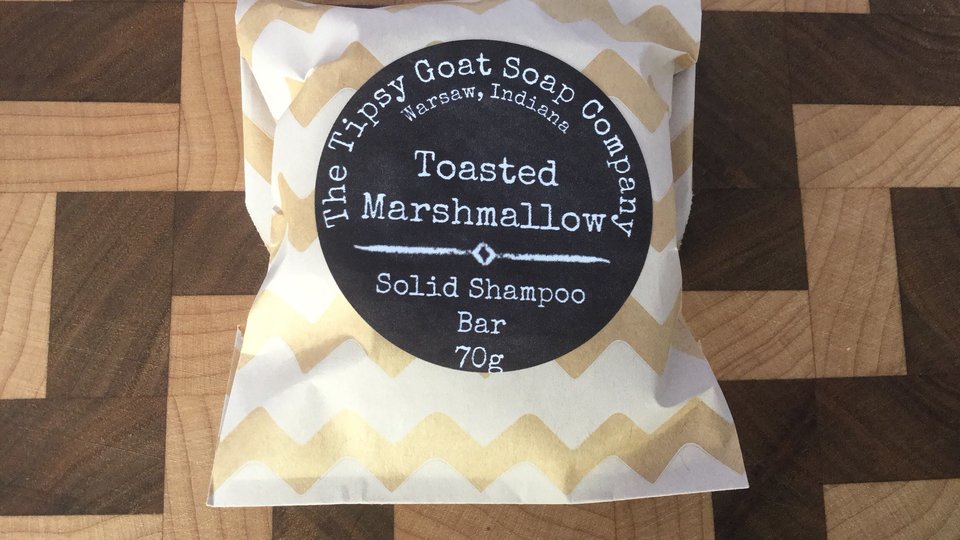 The Tipsy Goat Soap Company
Warsaw, Indiana
Toasted
Marshmallow
Solid Shampoo
Bar
70g